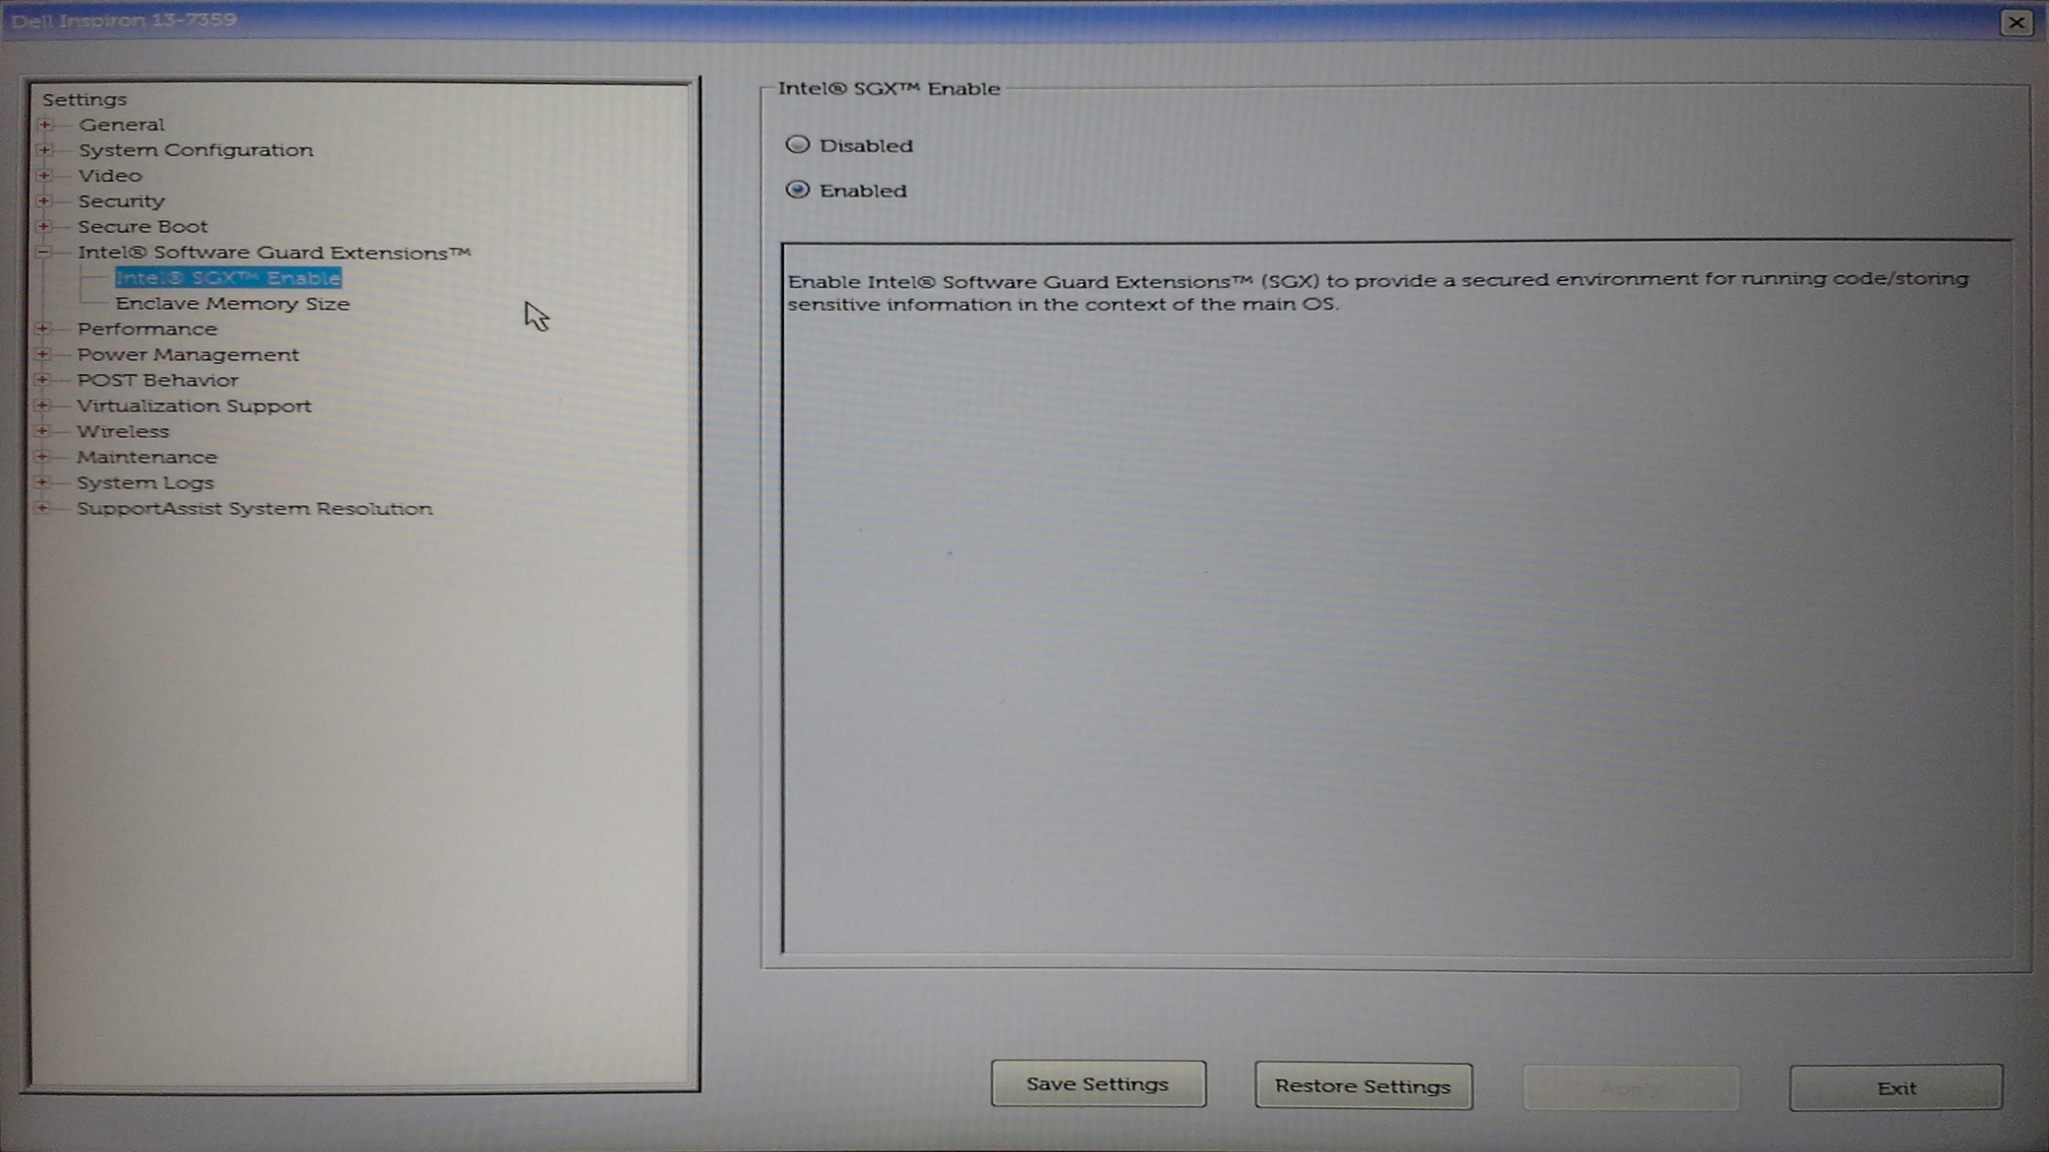 Dell Inspiron 13-7359
Settings
General
System Configuration
Video
Security
Secure Boot
Intel® Software Guard Extensions™
Intel® SGX™ Enable
Enclave Memory Size
Performance
Power Management
POST Behavior
Virtualization Support
Wireless
Maintenance
System Logs
SupportAssist System Resolution
Intel® SGX™ Enable
Disabled
Enabled
Enable Intel® Software Guard Extensions™ (SGX) to provide a secured environment for running code/storing
sensitive information in the context of the main OS.
Save Settings
Restore Settings
Apply
Exit